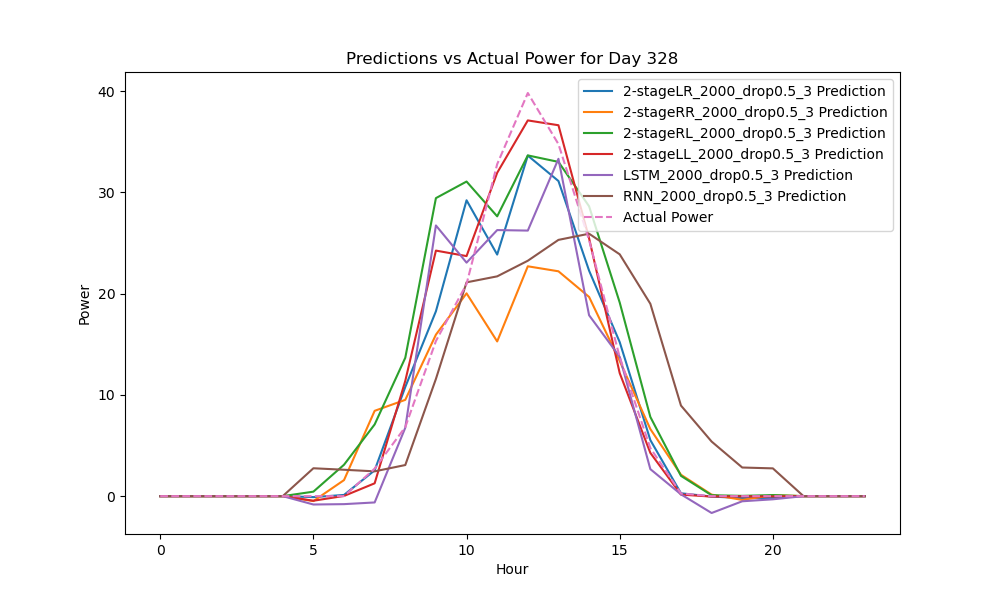 Predictions vs Actual Power for Day 328
2-stageLR_2000_drop0.5_3 Prediction
2-stageRR_2000_drop0.5_3 Prediction
2-stageRL_2000_drop0.5_3 Prediction
2-stageLL_2000_drop0.5_3 Prediction
LSTM_2000_drop0.5_3 Prediction
RNN_2000_drop0.5_3 Prediction
Actual Power
40
30
20
10
0
Power
0 5 10 15 20
Hour